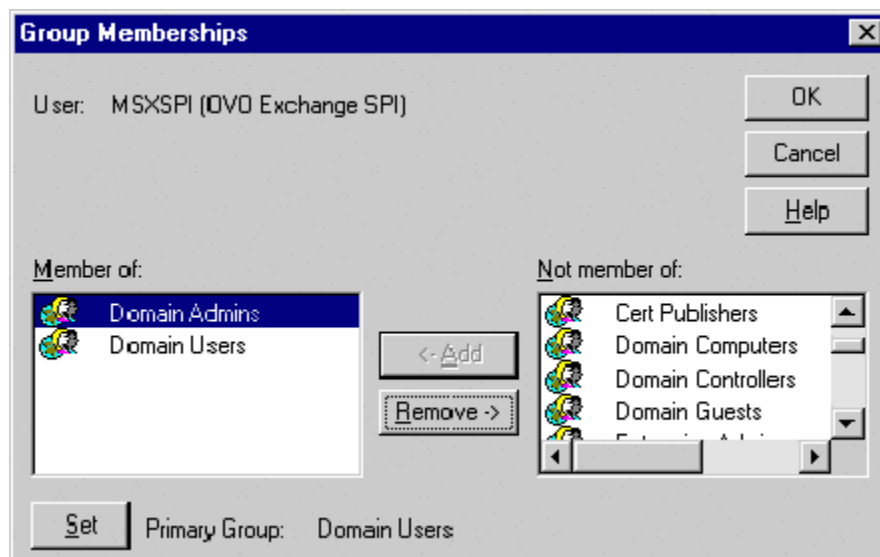 Group Memberships
User: MSXSPI (OVO Exchange SPI)
OK
Cancel
Help
Member of:
Domain Admins
Domain Users
<- Add
Remove ->
Not member of:
Cert Publishers
Domain Computers
Domain Controllers
Domain Guests
Set
Primary Group: Domain Users